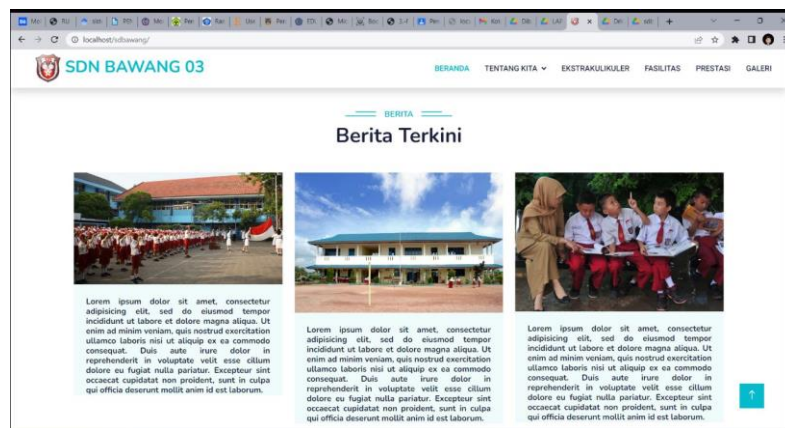 localhost/sdbawang/
SDN BAWANG 03
BERANDA
TENTANG KITA
EKSTRAKULIKULER
FASILITAS
PRESTASI
GALERI
BERITA
Berita Terkini
Lorem ipsum dolor sit amet, consectetur
adipisicing elit, sed do eiusmod tempor
incididunt ut labore et dolore magna aliqua. Ut
enim ad minim veniam, quis nostrud exercitation
ullamco laboris nisi ut aliquip ex ea commodo
consequat. Duis aute irure dolor in
reprehenderit in voluptate velit esse cillum
dolore eu fugiat nulla pariatur. Excepteur sint
occaecat cupidatat non proident, sunt in culpa
qui officia deserunt mollit anim id est laborum.
Lorem ipsum dolor sit amet, consectetur
adipisicing elit, sed do eiusmod tempor
incididunt ut labore et dolore magna aliqua. Ut
enim ad minim veniam, quis nostrud exercitation
ullamco laboris nisi ut aliquip ex ea commodo
consequat. Duis aute irure dolor in
reprehenderit in voluptate velit esse cillum
dolore eu fugiat nulla pariatur. Excepteur sint
occaecat cupidatat non proident, sunt in culpa
qui officia deserunt mollit anim id est laborum.
Lorem ipsum dolor sit amet, consectetur
adipisicing elit, sed do eiusmod tempor
incididunt ut labore et dolore magna aliqua. Ut
enim ad minim veniam, quis nostrud exercitation
ullamco laboris nisi ut aliquip ex ea commodo
consequat. Duis aute irure dolor in
reprehenderit in voluptate velit esse cillum
dolore eu fugiat nulla pariatur. Excepteur sint
occaecat cupidatat non proident, sunt in culpa
qui officia deserunt mollit anim id est laborum.